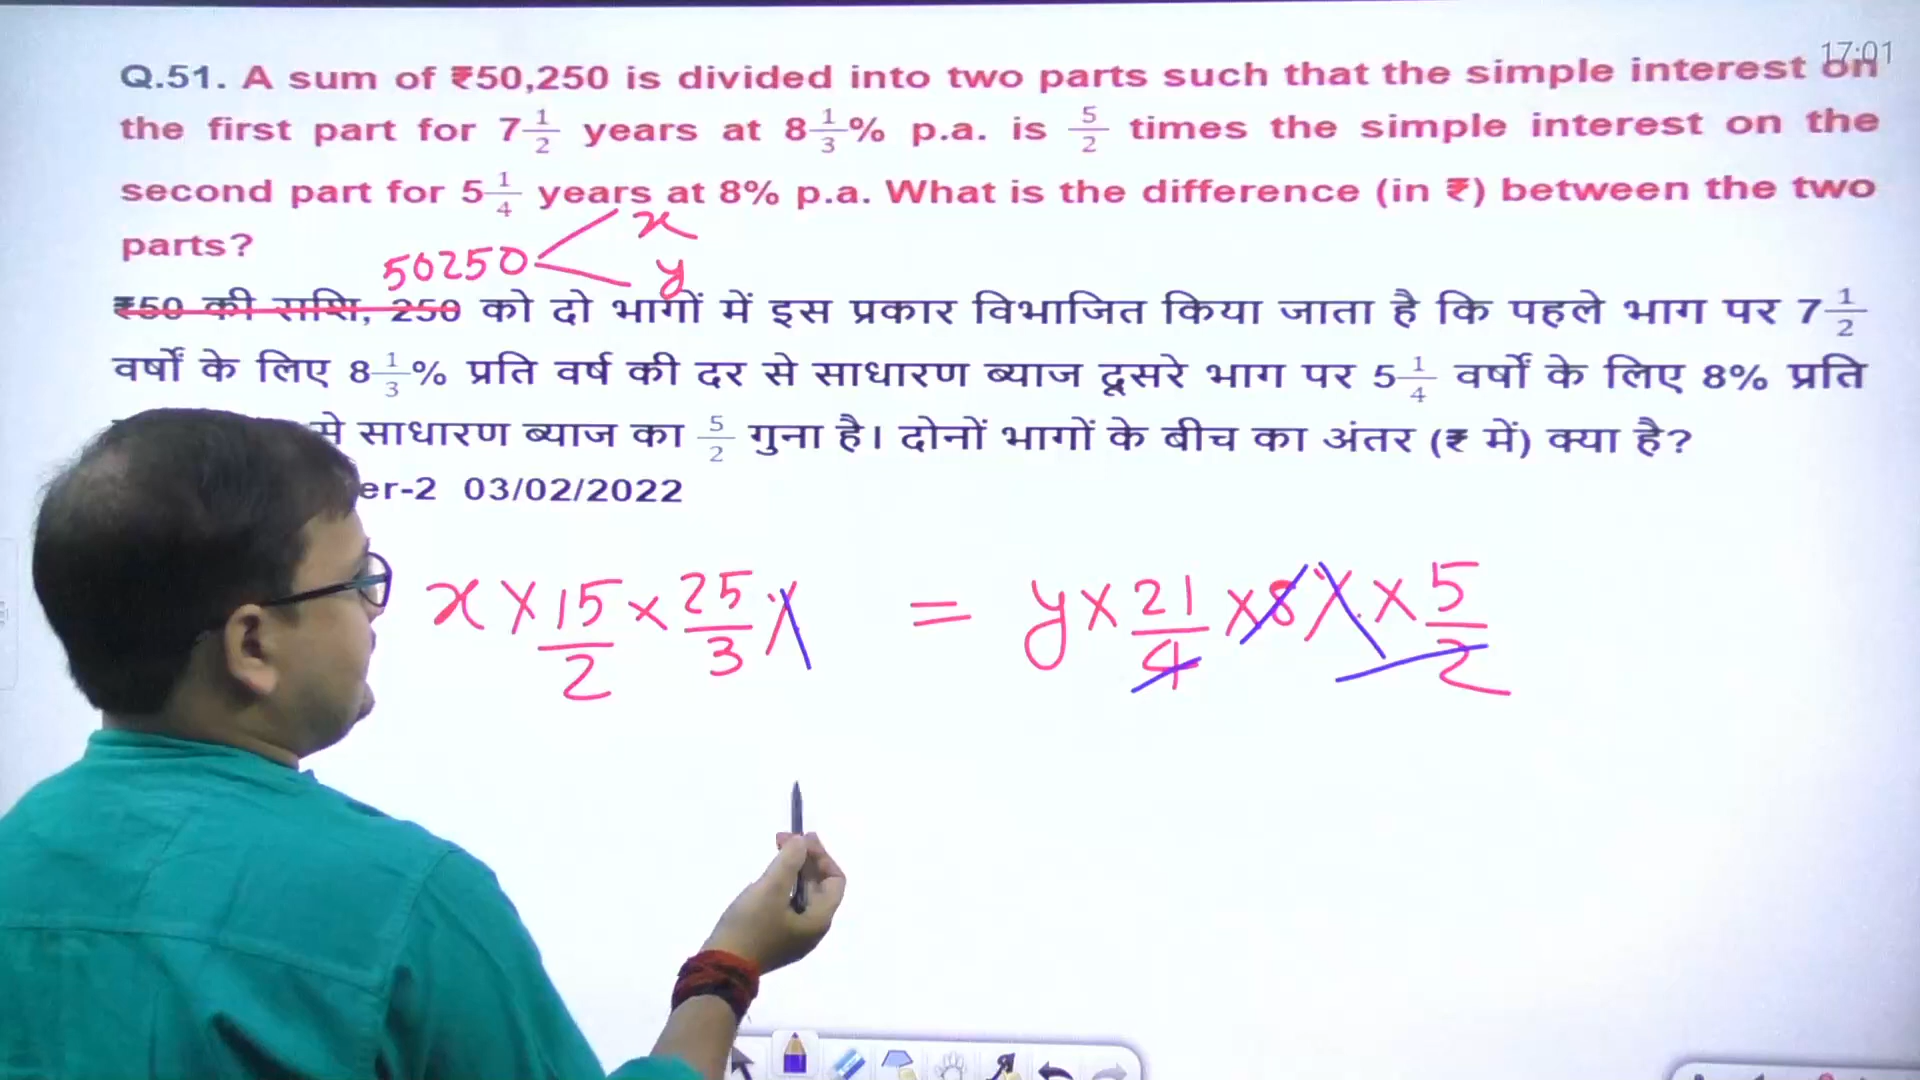 17:01
Q.51. A sum of ₹50,250 is divided into two parts such that the simple interest on
the first part for 7 1/2 years at 8 1/3% p.a. is 5/2 times the simple interest on the
second part for 5 1/4 years at 8% p.a. What is the difference (in ₹) between the two
parts?
50250 x
y
₹50 की राशि, 250 को दो भागों में इस प्रकार विभाजित किया जाता है कि पहले भाग पर 7 1/2
वर्षों के लिए 8 1/3% प्रति वर्ष की दर से साधारण ब्याज दूसरे भाग पर 5 1/4 वर्षों के लिए 8% प्रति
से साधारण ब्याज का 5/2 गुना है। दोनों भागों के बीच का अंतर (₹ में) क्या है?
er-2 03/02/2022
x × 15/2 × 25/3 % = y × 21/4 × 8 % × 5/2